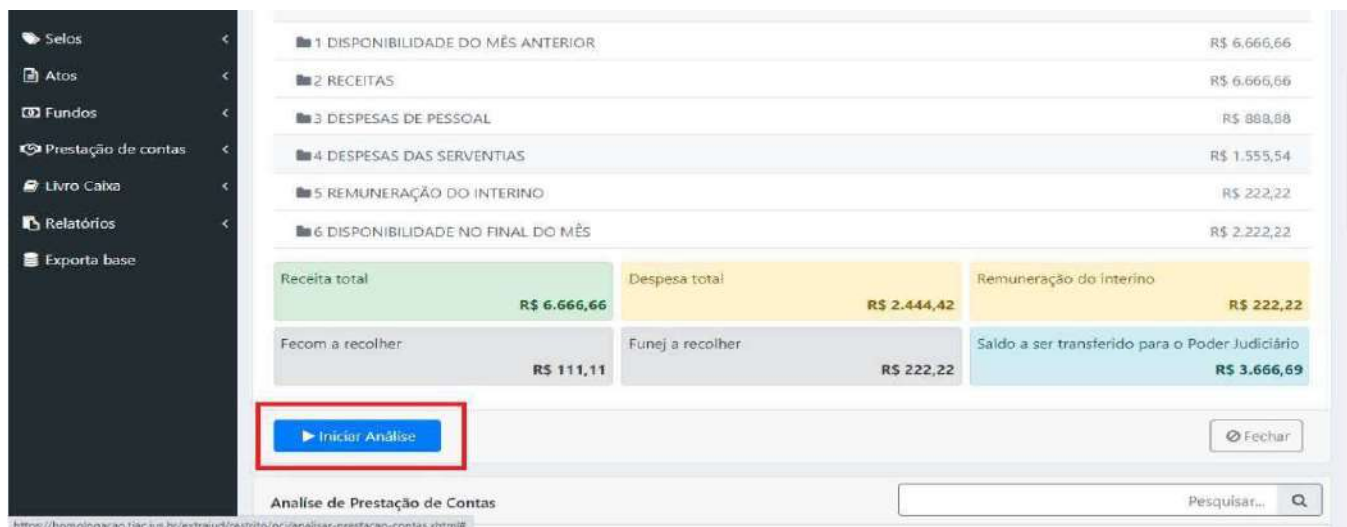 Selos
1 DISPONIBILIDADE DO MÊS ANTERIOR R$ 6.666,66
Atos
2 RECEITAS R$ 6.666,66
Fundos
3 DESPESAS DE PESSOAL R$ 888,88
Prestação de contas
4 DESPESAS DAS SERVENTIAS R$ 1.555,54
Livro Caixa
5 REMUNERAÇÃO DO INTERINO R$ 222,22
Relatórios
6 DISPONIBILIDADE NO FINAL DO MÊS R$ 2.222,22
Exporta base
Receita total
R$ 6.666,66
Despesa total
R$ 2.444,42
Remuneração do interino
R$ 222,22
Fecom a recolher
R$ 111,11
Funej a recolher
R$ 222,22
Saldo a ser transferido para o Poder Judiciário
R$ 3.666,69
Iniciar Análise
Fechar
Analise de Prestação de Contas
Pesquisar...